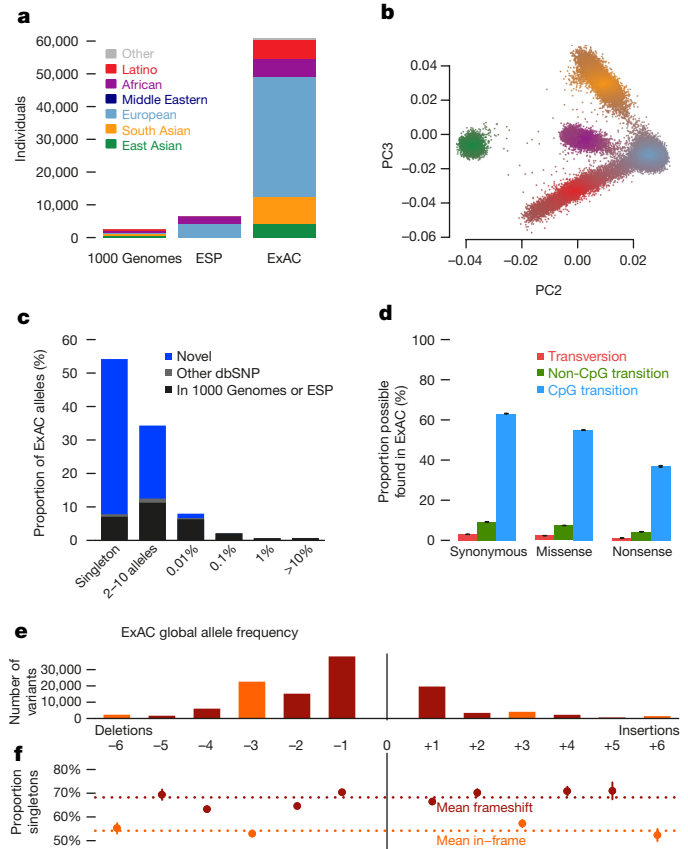 a
60,000
50,000
40,000
30,000
20,000
10,000
0
Individuals
Other
Latino
African
Middle Eastern
European
South Asian
East Asian
1000 Genomes
ESP
ExAC
b
0.04
0.02
0.00
−0.02
−0.04
−0.06
PC3
−0.04
−0.02
0.00
0.02
PC2
c
60
50
40
30
20
10
0
Proportion of ExAC alleles (%)
Novel
Other dbSNP
In 1000 Genomes or ESP
Singleton
2–10 alleles
0.01%
0.1%
1%
>10%
ExAC global allele frequency
d
100
80
60
40
20
0
Proportion possible
found in ExAC (%)
Transversion
Non-CpG transition
CpG transition
Synonymous
Missense
Nonsense
e
Number of
variants
30,000
20,000
10,000
0
Deletions
Insertions
−6
−5
−4
−3
−2
−1
0
+1
+2
+3
+4
+5
+6
f
Proportion
singletons
80%
70%
60%
50%
Mean frameshift
Mean in-frame